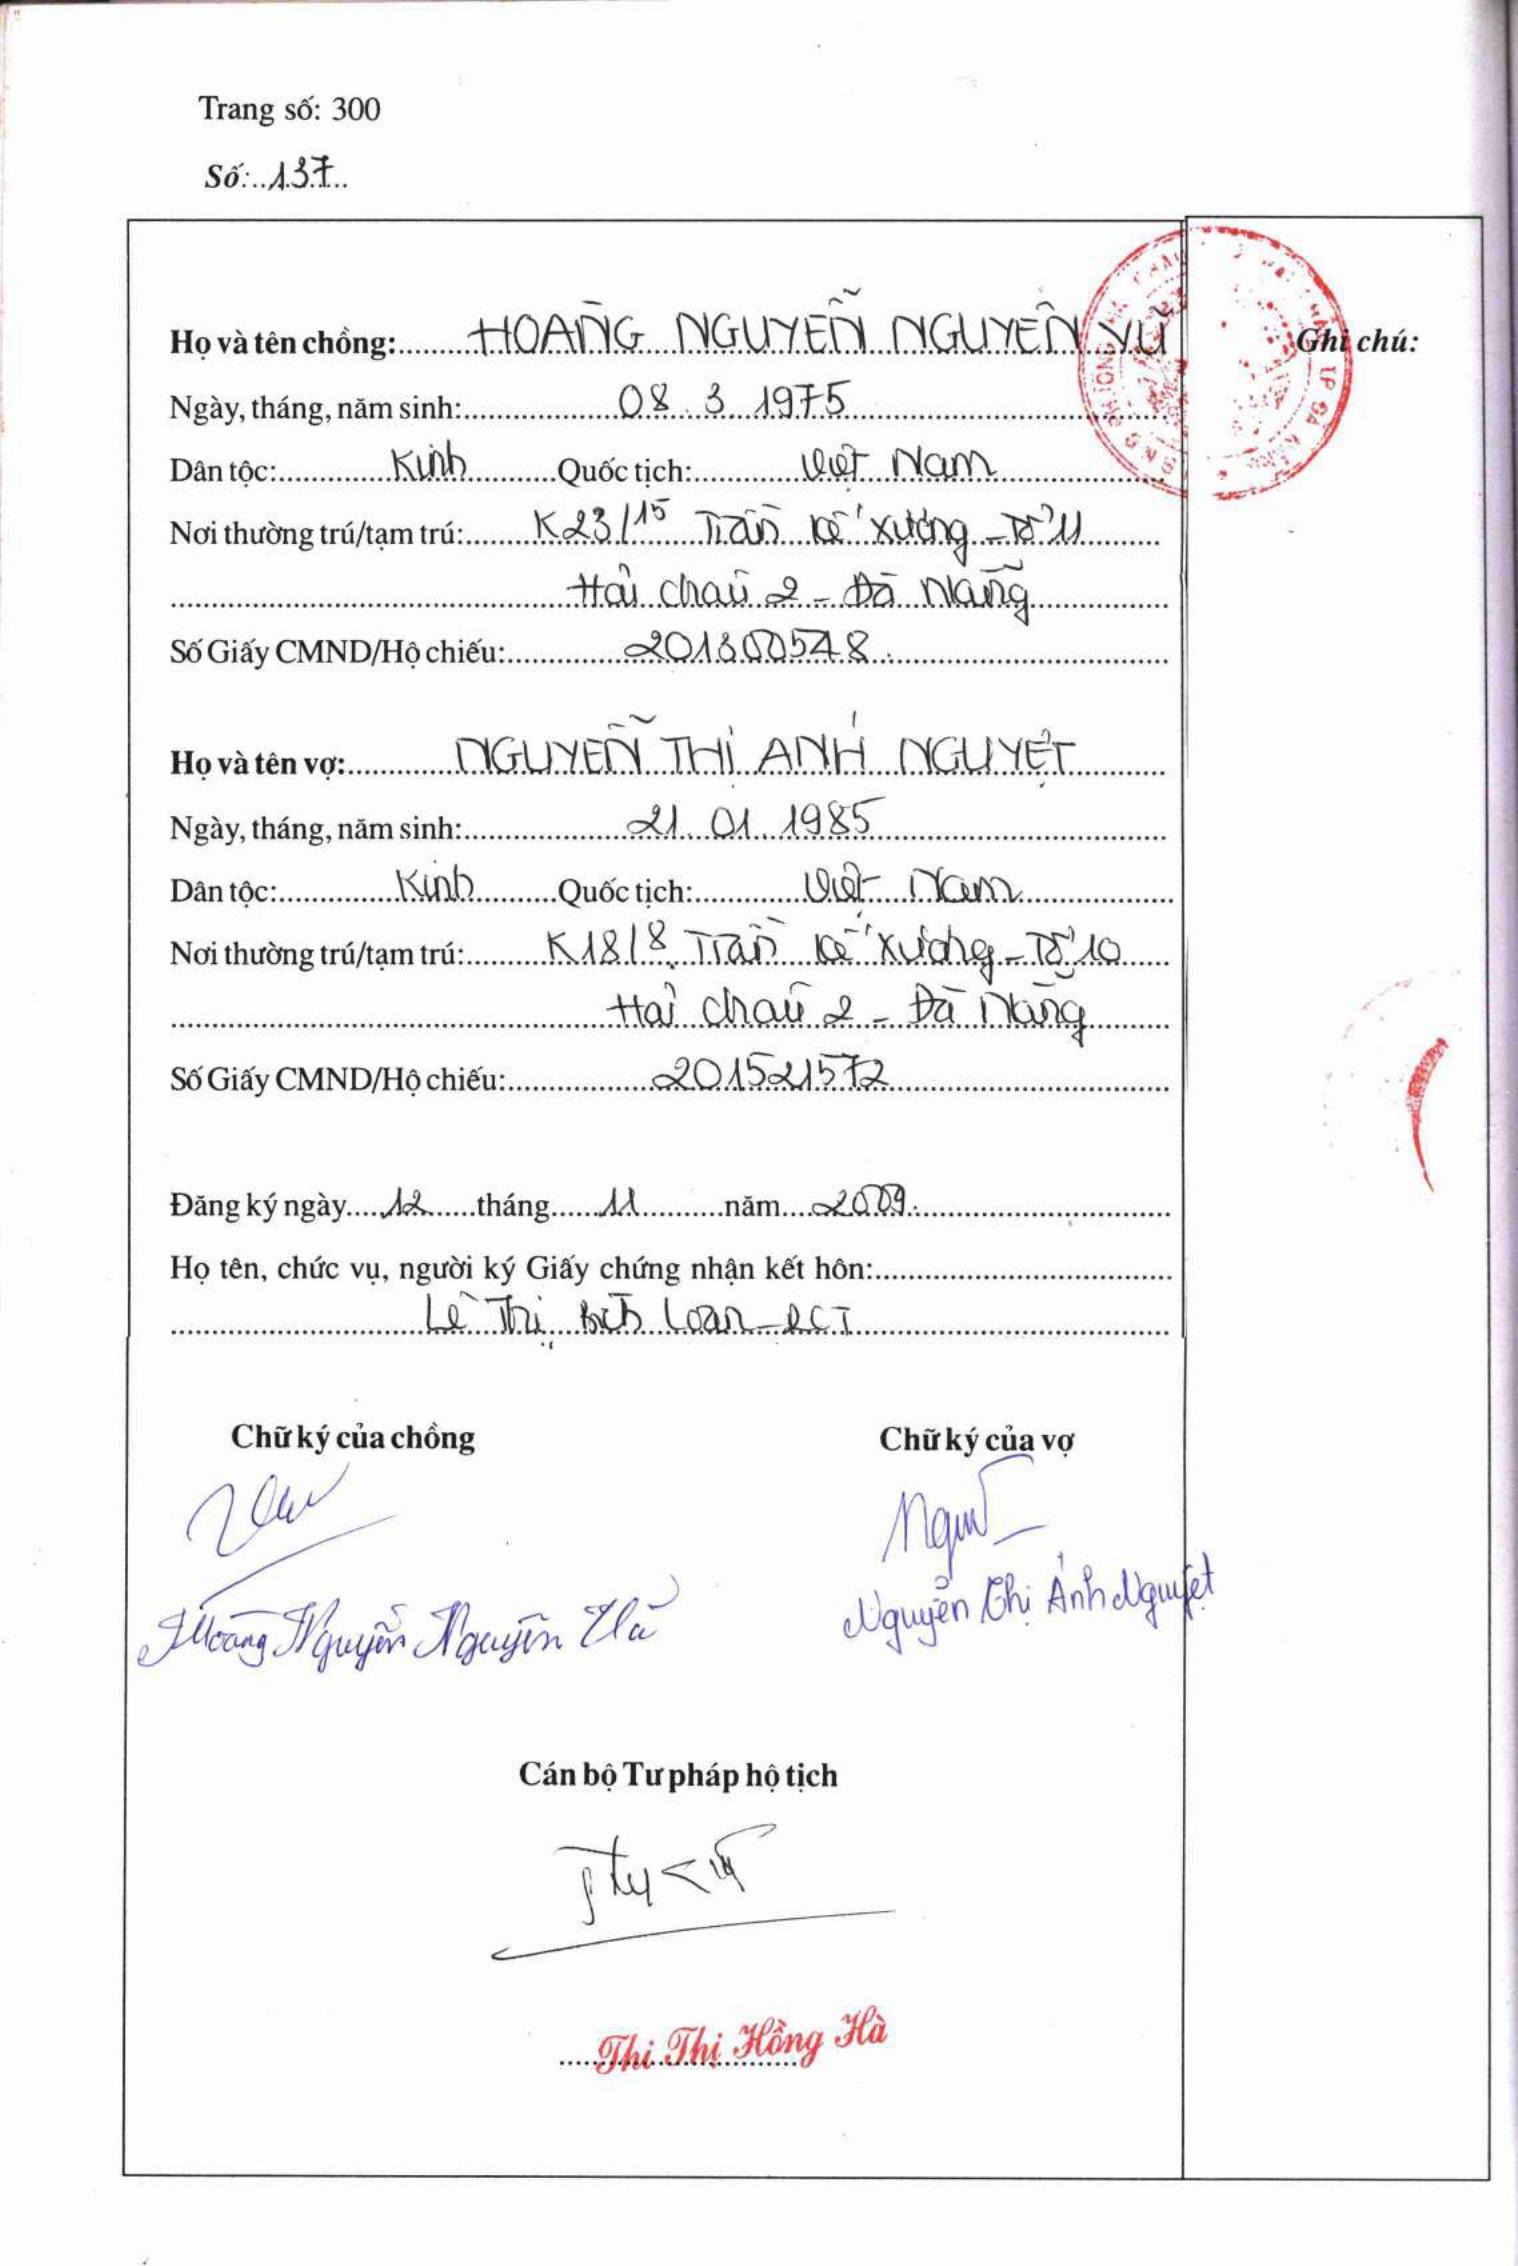 Trang số: 300
Số: 137
Họ và tên chồng: HOÀNG NGUYỄN NGUYÊN VŨ
Ghi chú:
Ngày, tháng, năm sinh: 08.3.1975
Dân tộc: Kinh Quốc tịch: Việt Nam
Nơi thường trú/tạm trú: K23/15 Trần Kế Xương - Tổ 11
Hải Châu 2 - Đà Nẵng
Số Giấy CMND/Hộ chiếu: 201300548
Họ và tên vợ: NGUYỄN THỊ ÁNH NGUYỆT
Ngày, tháng, năm sinh: 21.01.1985
Dân tộc: Kinh Quốc tịch: Việt Nam
Nơi thường trú/tạm trú: K18/8 Trần Kế Xương - Tổ 10
Hải Châu 2 - Đà Nẵng
Số Giấy CMND/Hộ chiếu: 201521572
Đăng ký ngày 12 tháng 11 năm 2009
Họ tên, chức vụ, người ký Giấy chứng nhận kết hôn:
Lê Thị Bích Loan - PCT
Chữ ký của chồng Chữ ký của vợ
Hoàng Nguyễn Nguyên Vũ Nguyễn Thị Ánh Nguyệt
Cán bộ Tư pháp hộ tịch
Thi Thị Hồng Hà